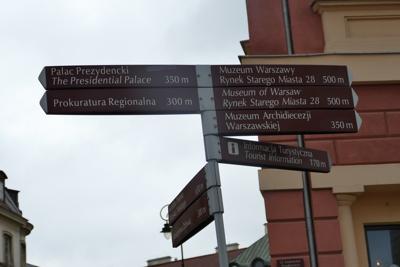 Pałac Prezydencki
The Presidential Palace 350 m
Prokuratura Regionalna 300 m
Muzeum Warszawy
Rynek Starego Miasta 28 500 m
Museum of Warsaw
Rynek Starego Miasta 28 500 m
Muzeum Archidiecezji
Warszawskiej 350 m
i Informacja Turystyczna
Tourist Information 170 m